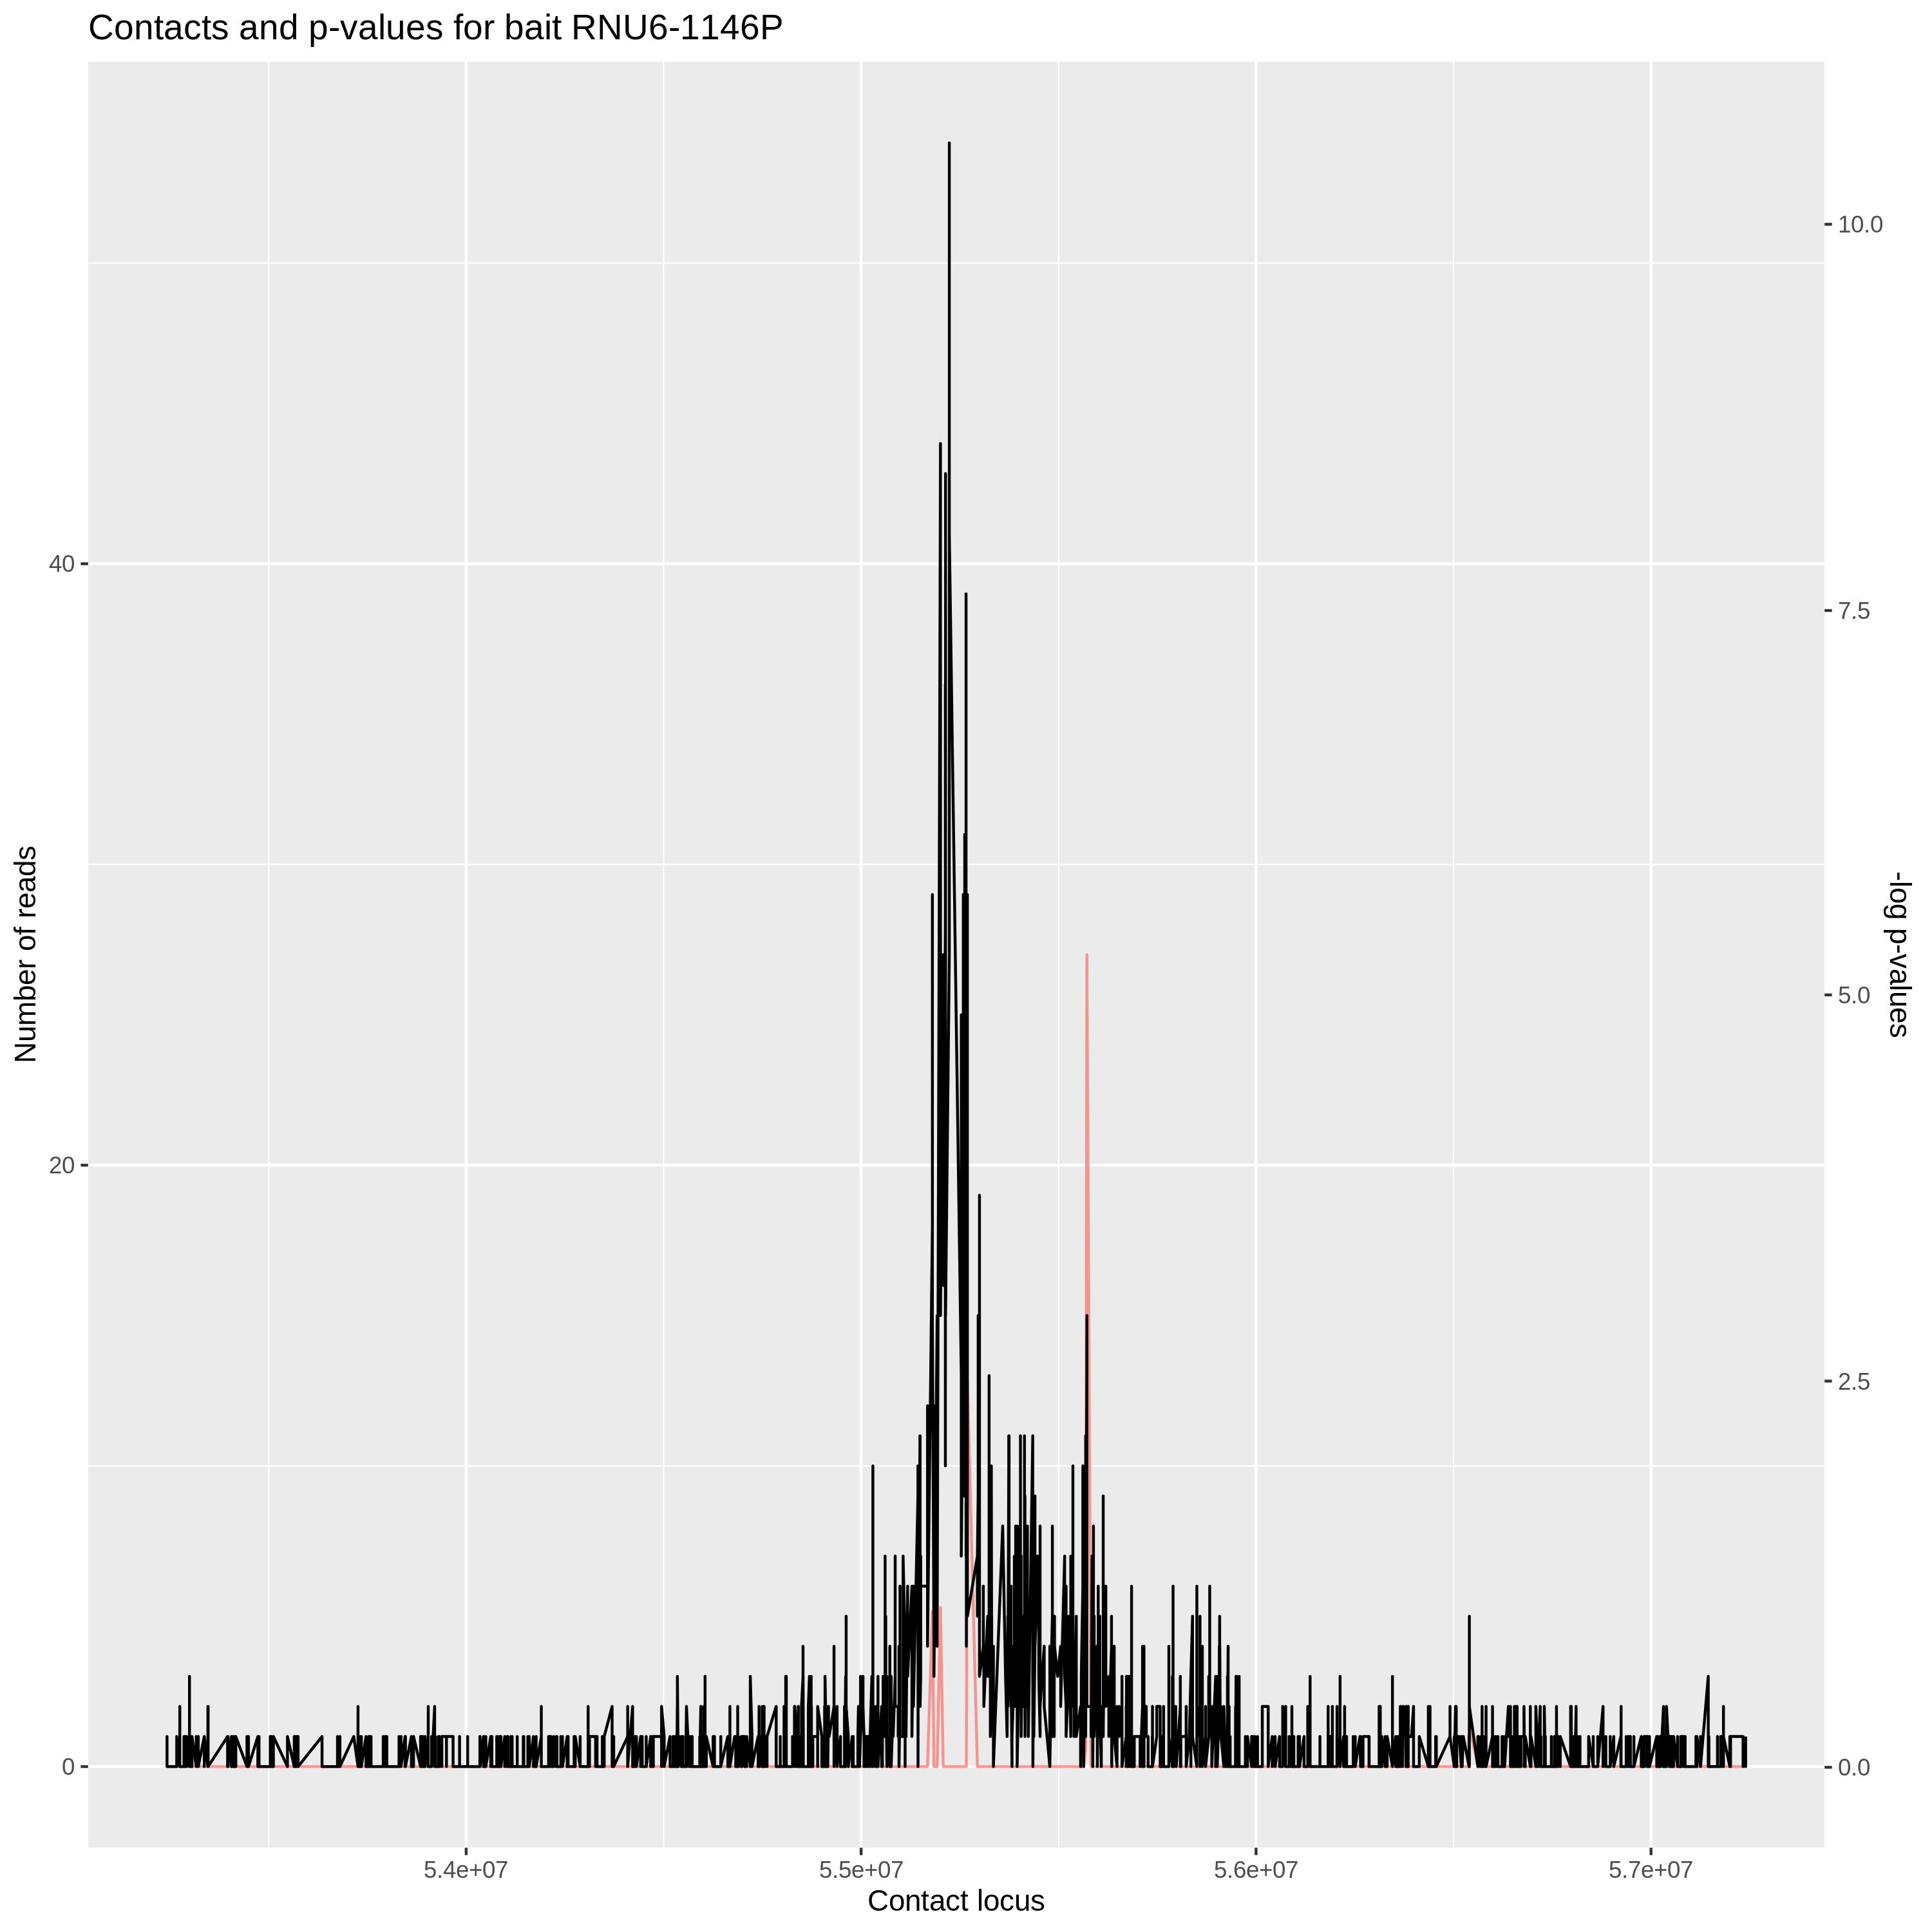 Contacts and p-values for bait RNU6-1146P
10.0
40
7.5
Number of reads
-log p-values
5.0
20
2.5
0
0.0
5.4e+07
5.5e+07
5.6e+07
5.7e+07
Contact locus